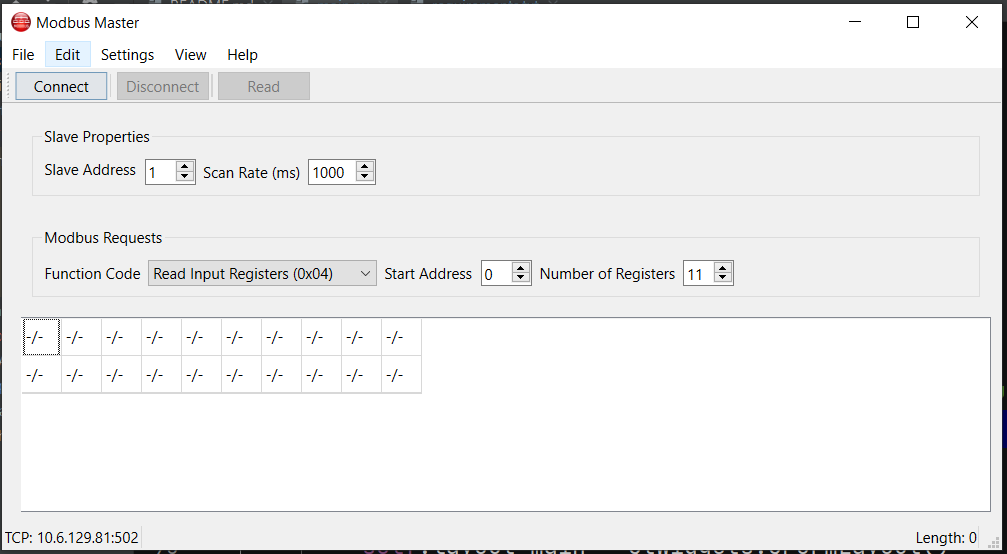 Modbus Master
File Edit Settings View Help
Connect Disconnect Read
Slave Properties
Slave Address 1 Scan Rate (ms) 1000
Modbus Requests
Function Code Read Input Registers (0x04) Start Address 0 Number of Registers 11
-/- -/- -/- -/- -/- -/- -/- -/- -/- -/-
-/- -/- -/- -/- -/- -/- -/- -/- -/- -/-
TCP: 10.6.129.81:502 Length: 0